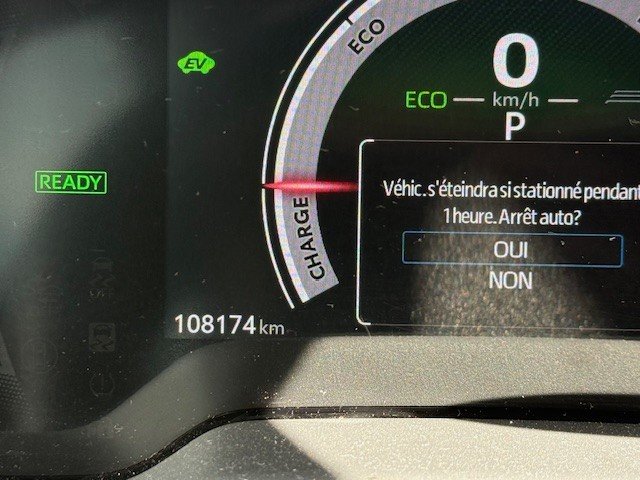 ECO
EV
0
ECO
km/h
P
READY
Véhic.s'éteindra si stationné pendant
1 heure. Arrêt auto?
OUI
NON
CHARGE
108174 km